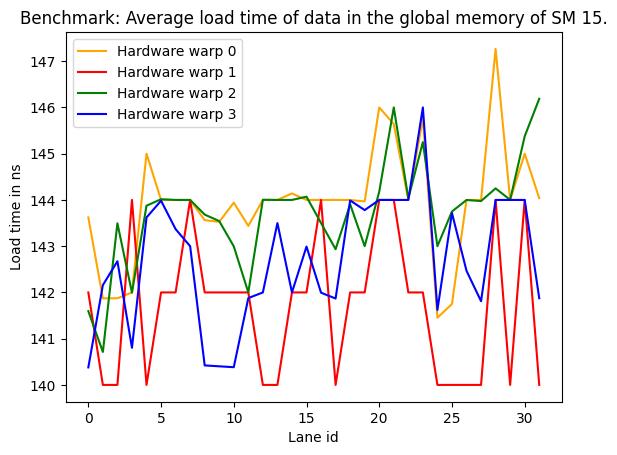 Benchmark: Average load time of data in the global memory of SM 15.
Hardware warp 0
Hardware warp 1
Hardware warp 2
Hardware warp 3
Load time in ns
147
146
145
144
143
142
141
140
0 5 10 15 20 25 30
Lane id